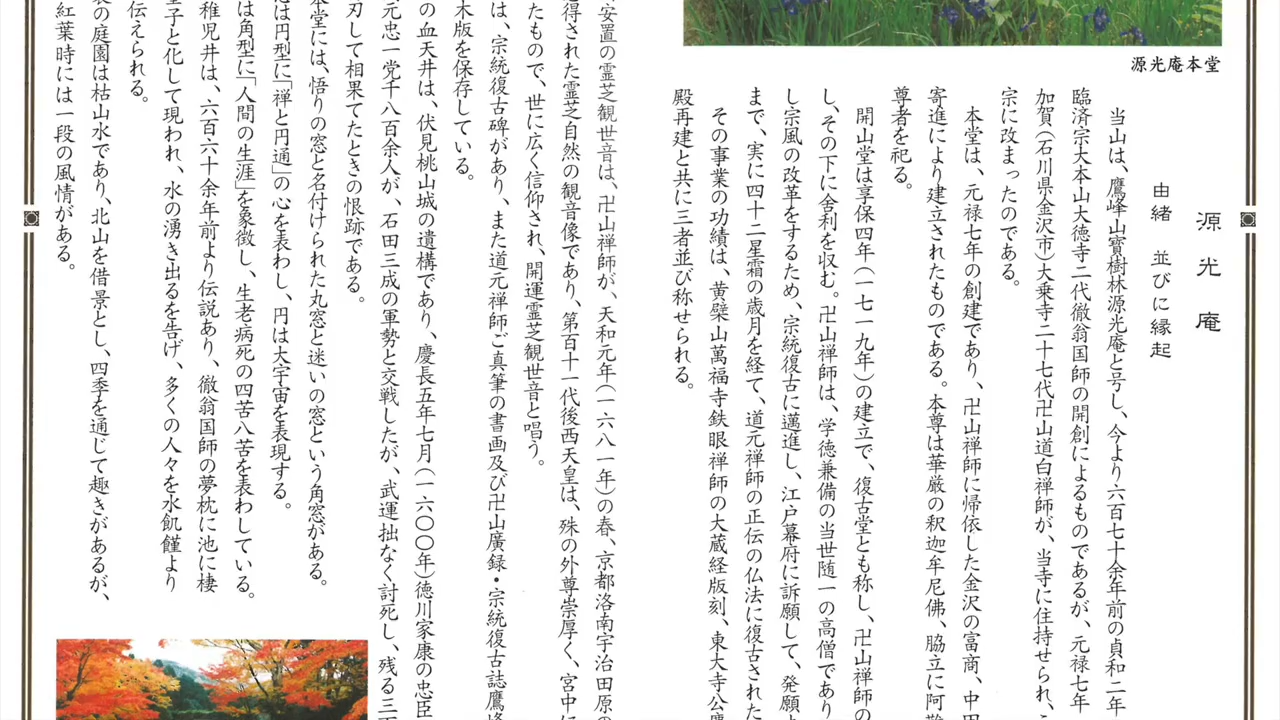 源光庵本堂
源光庵
由緒 並びに縁起
当山は、鷹峰山寶樹林源光庵と号し、今より六百七十余年前の貞和二年
臨済宗大本山大徳寺二代徹翁国師の開創によるものであるが、元禄七年
加賀(石川県金沢市)大乗寺二十七代卍山道白禅師が、当寺に住持せられ、
宗に改まったのである。
本堂は、元禄七年の創建であり、卍山禅師に帰依した金沢の富商、中田
寄進により建立されたものである。本尊は華厳の釈迦牟尼佛、脇立に阿難
尊者を祀る。
開山堂は享保四年(一七一九年)の建立で、復古堂とも称し、卍山禅師の
し、その下に舎利を収む。卍山禅師は、学徳兼備の当世随一の高僧であり
し宗風の改革をするため、宗統復古に邁進し、江戸幕府に訴願して、発願
まで、実に四十二星霜の歳月を経て、道元禅師の正伝の仏法に復古された
その事業の功績は、黄檗山萬福寺鉄眼禅師の大蔵経版刻、東大寺公慶
殿再建と共に三者並び称せられる。
安置の霊芝観世音は、卍山禅師が、天和元年(一六八一年)の春、京都洛南宇治田原の
得された霊芝自然の観音像であり、第百十一代後西天皇は、殊の外尊崇厚く、宮中に
たもので、世に広く信仰され、開運霊芝観世音と唱う。
は、宗統復古碑があり、また道元禅師ご真筆の書画及び卍山廣録・宗統復古誌鷹峰
木版を保存している。
の血天井は、伏見桃山城の遺構であり、慶長五年七月(一六〇〇年)徳川家康の忠臣
元忠一党千八百余人が、石田三成の軍勢と交戦したが、武運拙なく討死し、残る三百
刃して相果てたときの恨跡である。
本堂には、悟りの窓と名付けられた丸窓と迷いの窓という角窓がある。
は円型に「禅と円通」の心を表わし、円は大宇宙を表現する。
は角型に「人間の生涯」を象徴し、生老病死の四苦八苦を表わしている。
稚児井は、六百六十余年前より伝説あり、徹翁国師の夢枕に池に棲
童子と化して現われ、水の湧き出るを告げ、多くの人々を水飢饉より
伝えられる。
の庭園は枯山水であり、北山を借景とし、四季を通じて趣きがあるが、
紅葉時には一段の風情がある。